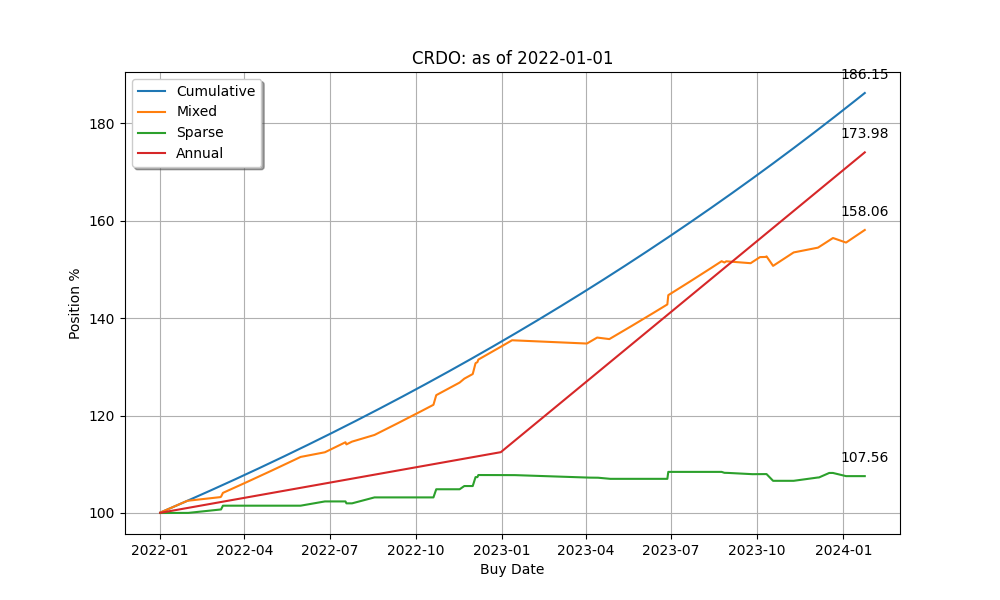 CRDO: as of 2022-01-01
Cumulative
Mixed
Sparse
Annual
186.15
173.98
158.06
107.56
180
160
140
120
100
Position %
2022-01 2022-04 2022-07 2022-10 2023-01 2023-04 2023-07 2023-10 2024-01
Buy Date